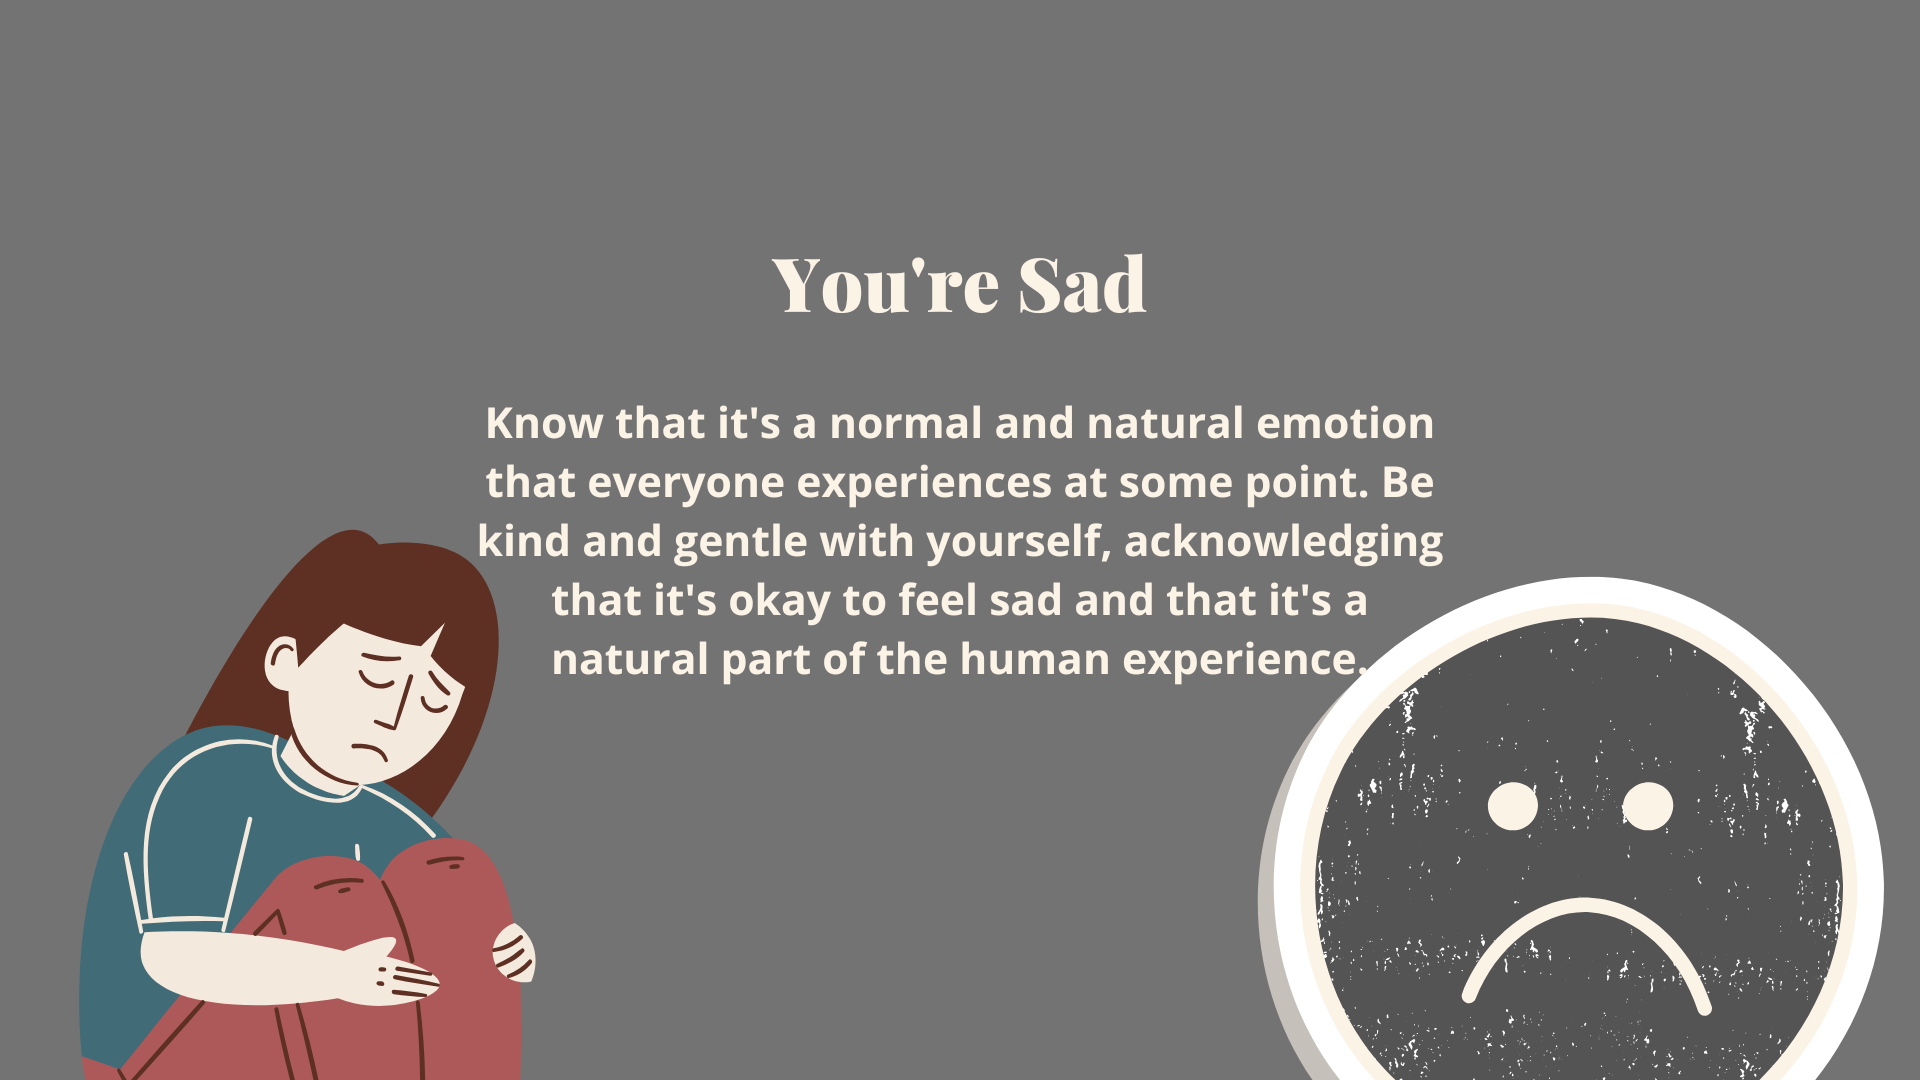 You're Sad
Know that it's a normal and natural emotion
that everyone experiences at some point. Be
kind and gentle with yourself, acknowledging
that it's okay to feel sad and that it's a
natural part of the human experience.